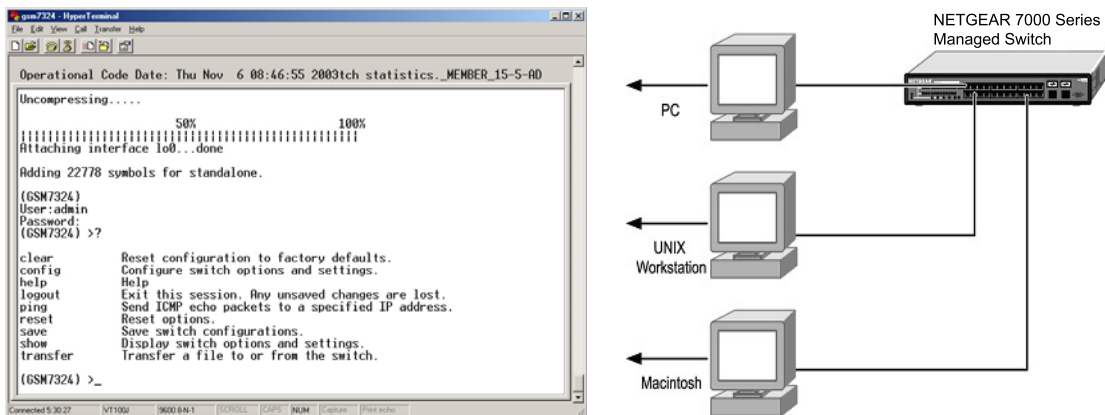 gsm7324 - HyperTerminal
File Edit View Call Transfer Help
Operational Code Date: Thu Nov  6 08:46:55 2003tch statistics._MEMBER_15-5-AD
Uncompressing.....
50% 100%
Attaching interface lo0...done
Adding 22778 symbols for standalone.
(GSM7324)
User:admin
Password:
(GSM7324) >?
clear Reset configuration to factory defaults.
config Configure switch options and settings.
help Help
logout Exit this session. Any unsaved changes are lost.
ping Send ICMP echo packets to a specified IP address.
reset Reset options.
save Save switch configurations.
show Display switch options and settings.
transfer Transfer a file to or from the switch.
(GSM7324) >_
Connected 5:30:27 VT100J 9600 8-N-1 SCROLL CAPS NUM Capture Print echo
NETGEAR 7000 Series
Managed Switch
NETGEAR
PC
UNIX
Workstation
Macintosh